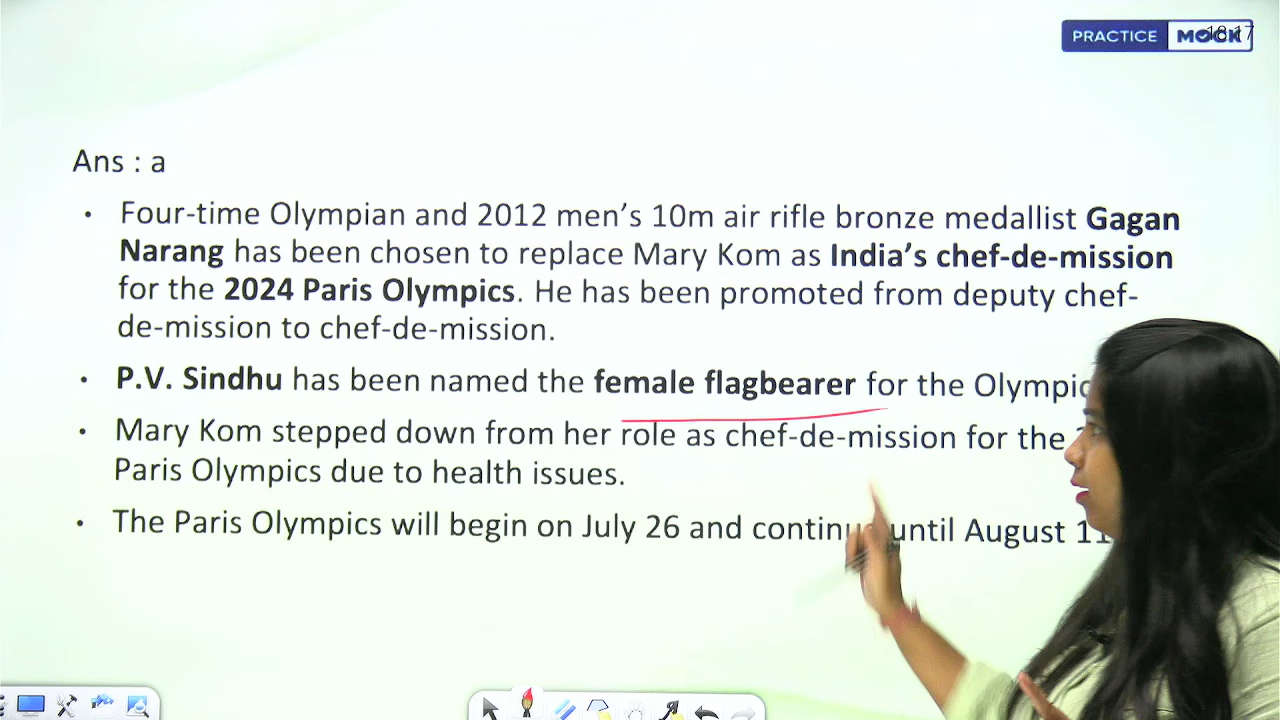 PRACTICE MOCK
18:17
Ans : a
• Four-time Olympian and 2012 men’s 10m air rifle bronze medallist Gagan
Narang has been chosen to replace Mary Kom as India’s chef-de-mission
for the 2024 Paris Olympics. He has been promoted from deputy chef-
de-mission to chef-de-mission.
• P.V. Sindhu has been named the female flagbearer for the
• Mary Kom stepped down from her role as chef-de-mission for the
Paris Olympics due to health issues.
• The Paris Olympics will begin on July 26 and continue until August 11